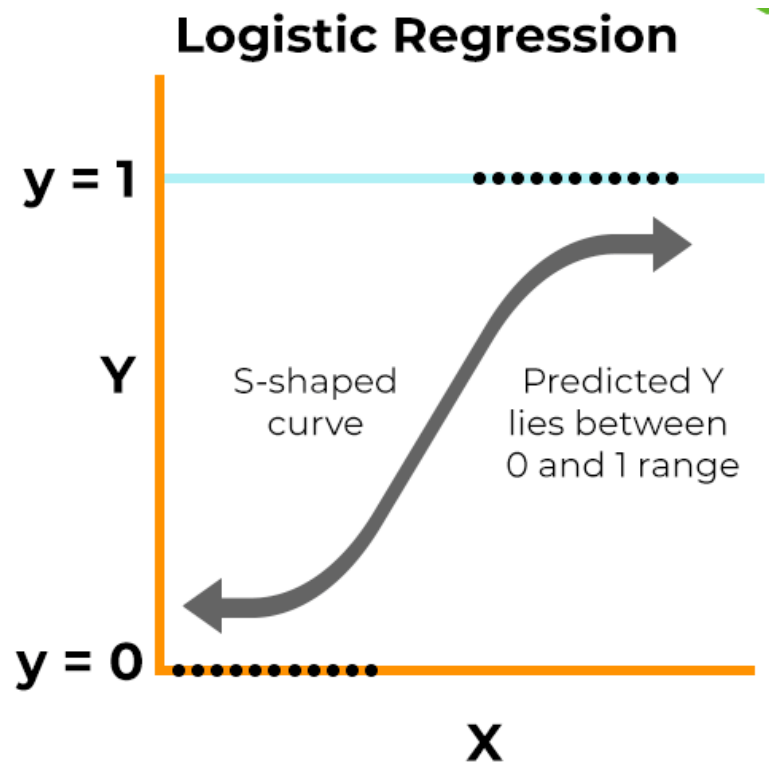 Logistic Regression
y = 1
Y
S-shaped
curve
Predicted Y
lies between
0 and 1 range
y = 0
X